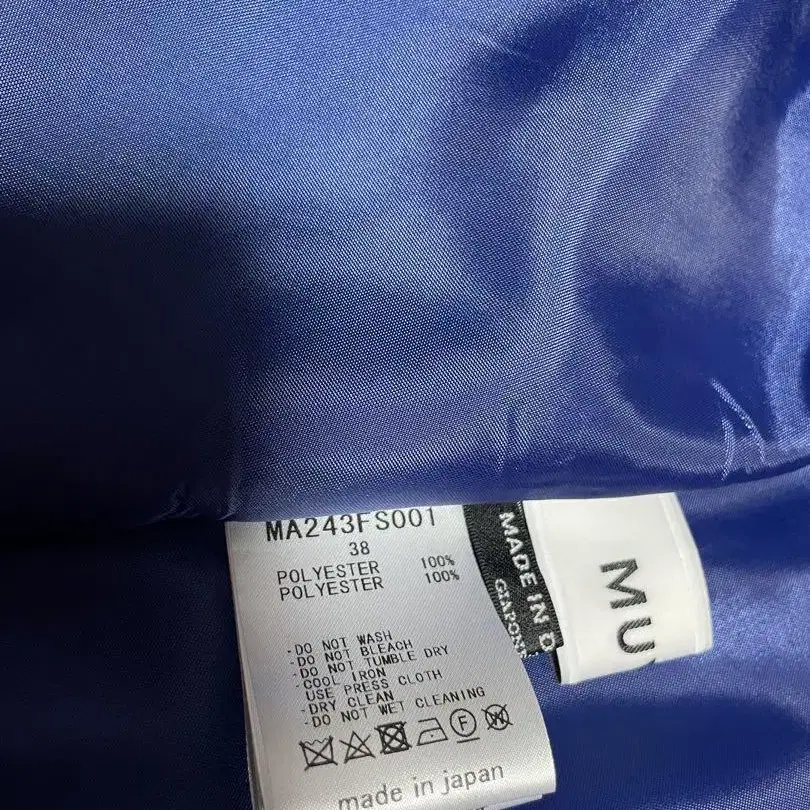 MA243FS001
38
POLYESTER 100%
POLYESTER 100%
-DO NOT WASH
-DO NOT BLEACH
-DO NOT TUMBLE DRY
-COOL IRON
USE PRESS CLOTH
-DRY CLEAN
-DO NOT WET CLEANING
F
W
made in japan
MADE IN
MU